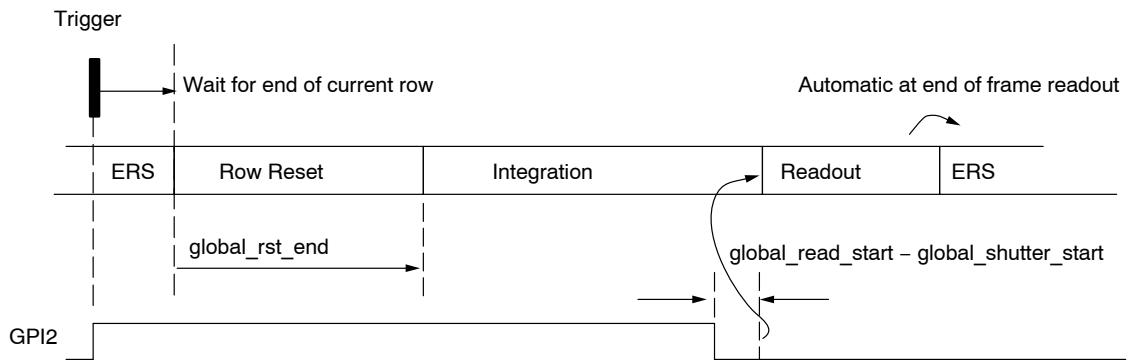 Trigger
Wait for end of current row
Automatic at end of frame readout
ERS
Row Reset
Integration
Readout
ERS
global_rst_end
global_read_start − global_shutter_start
GPI2